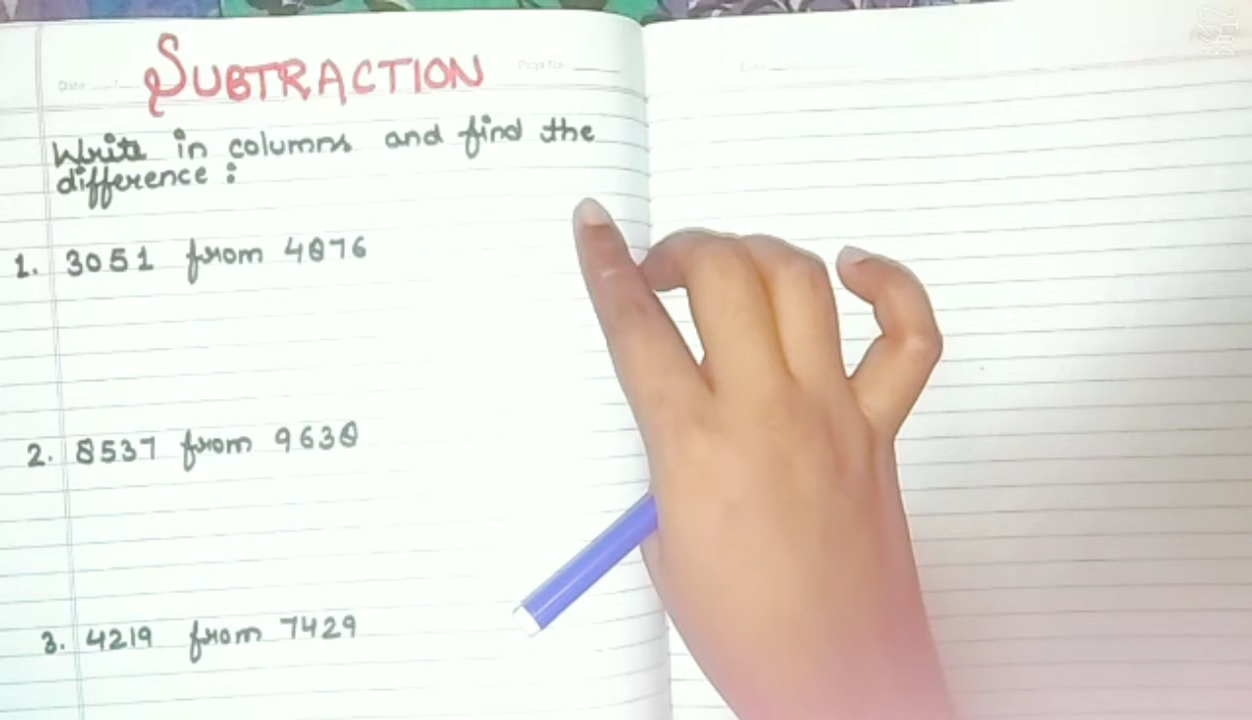 SUBTRACTION
Write in columns and find the
difference :
1. 3051 from 4876
2. 8537 from 9638
3. 4219 from 7429